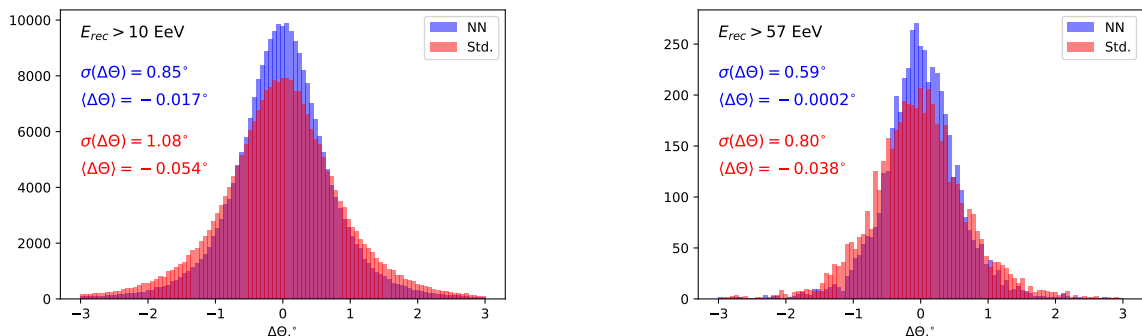 E_rec > 10 EeV
σ(ΔΘ) = 0.85°
⟨ΔΘ⟩ = −0.017°
σ(ΔΘ) = 1.08°
⟨ΔΘ⟩ = −0.054°
NN
Std.
10000
8000
6000
4000
2000
0
−3 −2 −1 0 1 2 3
ΔΘ,°
E_rec > 57 EeV
σ(ΔΘ) = 0.59°
⟨ΔΘ⟩ = −0.0002°
σ(ΔΘ) = 0.80°
⟨ΔΘ⟩ = −0.038°
NN
Std.
250
200
150
100
50
0
−3 −2 −1 0 1 2 3
ΔΘ,°